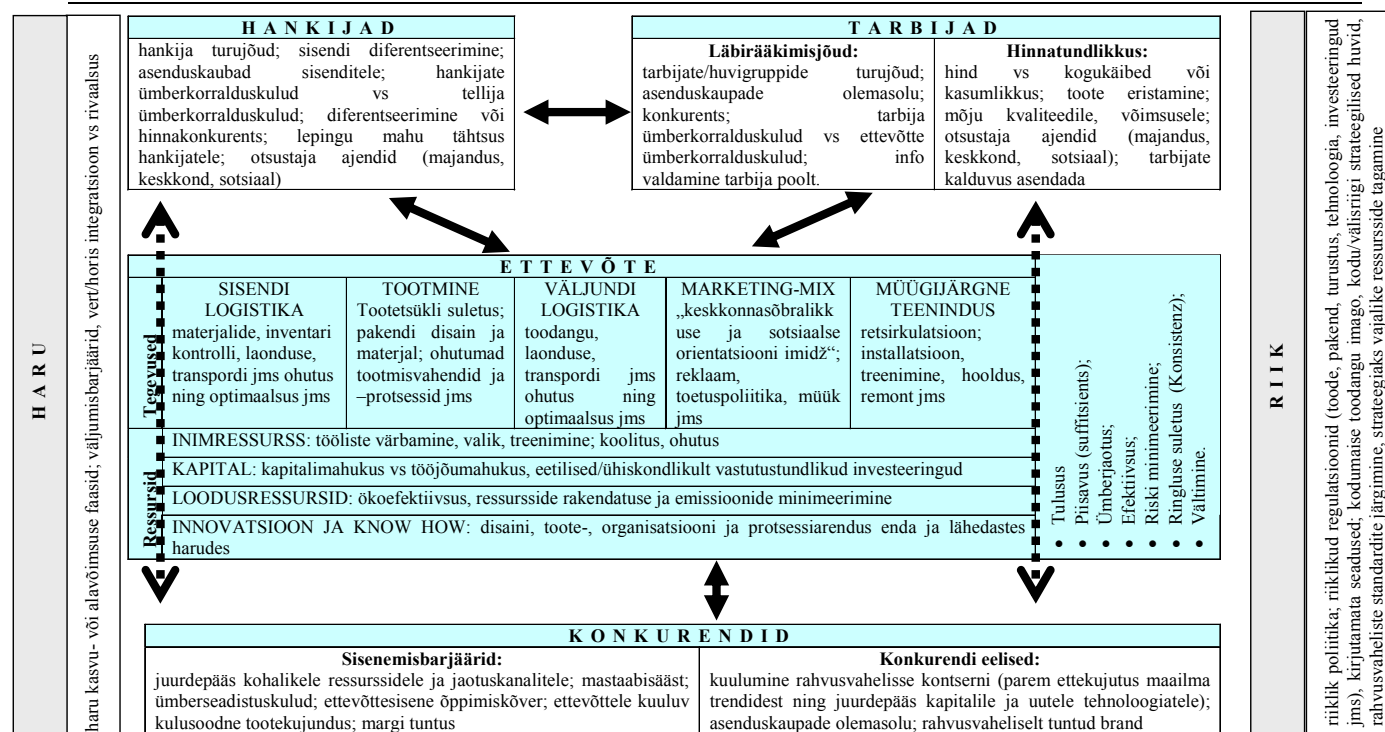 H A R U
haru kasvu- või alavõimsuse faasid; väljumisbarjäärid, vert/horis integratsioon vs rivaalsus
H A N K I J A D
hankija turujõud; sisendi diferentseerimine;
asenduskaubad sisenditele; hankijate
ümberkorralduskulud vs tellija
ümberkorralduskulud; diferentseerimine või
hinnakonkurents; lepingu mahu tähtsus
hankijatele; otsustaja ajendid (majandus,
keskkond, sotsiaal)
T A R B I J A D
Läbirääkimisjõud:
tarbijate/huvigruppide turujõud;
asenduskaupade olemasolu;
konkurents; tarbija
ümberkorralduskulud vs ettevõtte
ümberkorralduskulud; info
valdamine tarbija poolt.
Hinnatundlikkus:
hind vs kogukäibed või
kasumlikkus; toote eristamine;
mõju kvaliteedile, võimsusele;
otsustaja ajendid (majandus,
keskkond, sotsiaal); tarbijate
kalduvus asendada
E T T E V Õ T E
Tegevused
SISENDI
LOGISTIKA
materjalide, inventari
kontrolli, laonduse,
transpordi jms ohutus
ning optimaalsus jms
TOOTMINE
Tootetsükli suletus;
pakendi disain ja
materjal; ohutumad
tootmisvahendid ja
–protsessid jms
VÄLJUNDI
LOGISTIKA
toodangu,
laonduse,
transpordi jms
ohutus ning
optimaalsus jms
MARKETING-MIX
„keskkonnasõbralikk
use ja sotsiaalse
orientatsiooni imidž“;
reklaam,
toetuspoliitika, müük
jms
MÜÜGIJÄRGNE
TEENINDUS
retsirkulatsioon;
installatsioon,
treenimine, hooldus,
remont jms
Ressursid
INIMRESSURSS: tööliste värbamine, valik, treenimine; koolitus, ohutus
KAPITAL: kapitalimahukus vs tööjõumahukus, eetilised/ühiskondlikult vastutustundlikud investeeringud
LOODUSRESSURSID: ökoefektiivsus, ressursside rakendatuse ja emissioonide minimeerimine
INNOVATSIOON JA KNOW HOW: disaini, toote-, organisatsiooni ja protsessiarendus enda ja lähedastes
harudes
• Tulusus
• Piisavus (suffitsients);
• Ümberjaotus;
• Efektiivsus;
• Riski minimeerimine;
• Ringluse suletus (Konsistenz);
• Vältimine.
K O N K U R E N D I D
Sisenemisbarjäärid:
juurdepääs kohalikele ressurssidele ja jaotuskanalitele; mastaabisääst;
ümberseadistuskulud; ettevõttesisene õppimiskõver; ettevõttele kuuluv
kulusoodne tootekujundus; margi tuntus
Konkurendi eelised:
kuulumine rahvusvahelisse kontserni (parem ettekujutus maailma
trendidest ning juurdepääs kapitalile ja uutele tehnoloogiatele);
asenduskaupade olemasolu; rahvusvaheliselt tuntud brand
R I I K
riiklik poliitika; riiklikud regulatsioonid (toode, pakend, turustus, tehnoloogia, investeeringud
jms), kirjutamata seadused; kodumaise toodangu imago, kodu/välisriigi strateegilised huvid,
rahvusvaheliste standardite järgimine, strateegiaks vajalike ressursside tagamine